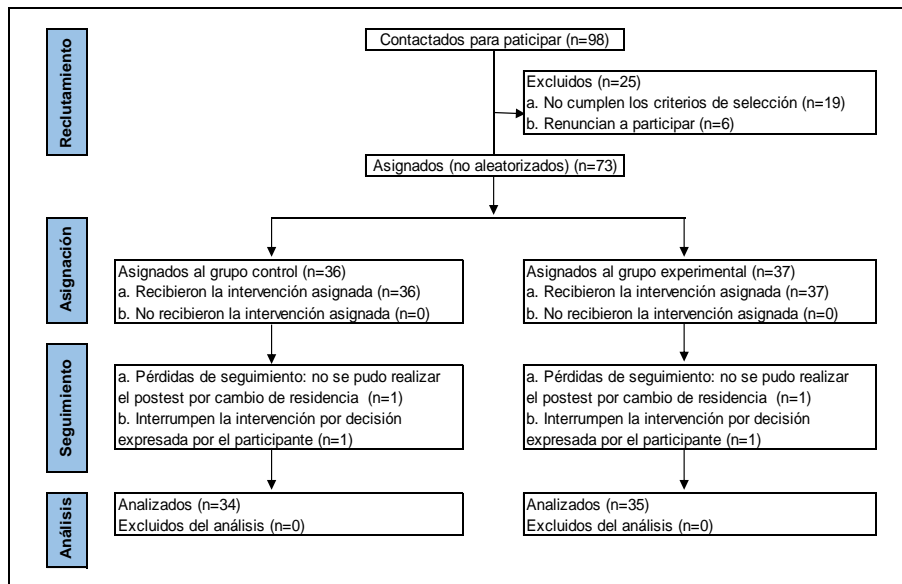 Reclutamiento
Contactados para paticipar (n=98)
Excluidos (n=25)
a. No cumplen los criterios de selección (n=19)
b. Renuncian a participar (n=6)
Asignados (no aleatorizados) (n=73)
Asignación
Asignados al grupo control (n=36)
a. Recibieron la intervención asignada (n=36)
b. No recibieron la intervención asignada (n=0)
Asignados al grupo experimental (n=37)
a. Recibieron la intervención asignada (n=37)
b. No recibieron la intervención asignada (n=0)
Seguimiento
a. Pérdidas de seguimiento: no se pudo realizar
el postest por cambio de residencia (n=1)
b. Interrumpen la intervención por decisión
expresada por el participante (n=1)
a. Pérdidas de seguimiento: no se pudo realizar
el postest por cambio de residencia (n=1)
b. Interrumpen la intervención por decisión
expresada por el participante (n=1)
Análisis
Analizados (n=34)
Excluidos del análisis (n=0)
Analizados (n=35)
Excluidos del análisis (n=0)